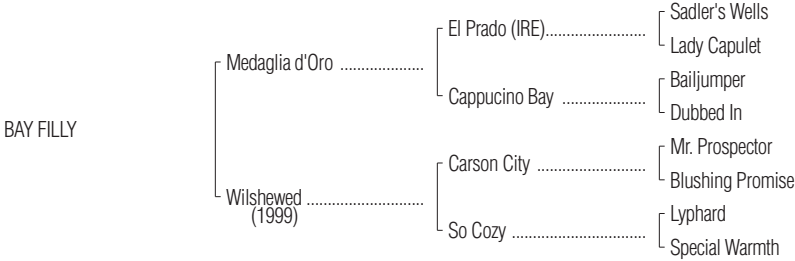 Sadler's Wells
El Prado (IRE)........................
Lady Capulet
Medaglia d'Oro ....................
Bailjumper
Cappucino Bay ....................
Dubbed In
BAY FILLY
Mr. Prospector
Carson City ..........................
Blushing Promise
Wilshewed ............................
(1999)
Lyphard
So Cozy ................................
Special Warmth